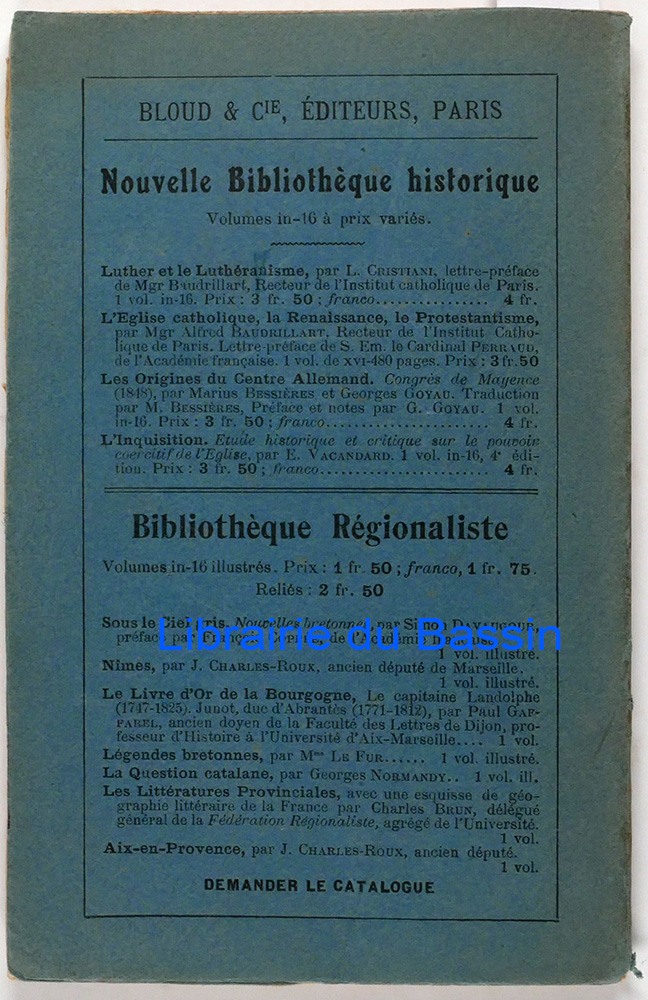 BLOUD & CIE, ÉDITEURS, PARIS
Nouvelle Bibliothèque historique
Volumes in-16 à prix variés.
Luther et le Luthéranisme, par L. CRISTIANI, lettre-préface
de Mgr Baudrillart, Recteur de l'Institut catholique de Paris.
1 vol. in-16. Prix : 3 fr. 50 ; franco................ 4 fr.
L'Eglise catholique, la Renaissance, le Protestantisme,
par Mgr Alfred BAUDRILLART, Recteur de l'Institut Catho-
lique de Paris. Lettre-préface de S. Em. le Cardinal PERRAUD,
de l'Académie française. 1 vol. de XVI-480 pages. Prix : 3 fr. 50
Les Origines du Centre Allemand. Congrès de Mayence
(1848), par Marius BESSIÈRES et Georges GOYAU. Traduction
par M. BESSIÈRES, Préface et notes par G. GOYAU. 1 vol.
in-16. Prix : 3 fr. 50 ; franco........................ 4 fr.
L'Inquisition. Etude historique et critique sur le pouvoir
coercitif de l'Eglise, par E. VACANDARD. 1 vol. in-16, 4e édi-
tion. Prix : 3 fr. 50 ; franco......................... 4 fr.
Bibliothèque Régionaliste
Volumes in-16 illustrés. Prix : 1 fr. 50 ; franco, 1 fr. 75.
Reliés : 2 fr. 50
Sous le Ciel gris. Nouvelles bretonnes, par Simon DAVAUGOUR,
préface par François de l'Académie française
1 vol. illustré.
Librairie du Bassin
Nîmes, par J. CHARLES-ROUX, ancien député de Marseille.
1 vol. illustré.
Le Livre d'Or de la Bourgogne, Le capitaine Landolphe
(1747-1825). Junot, duc d'Abrantès (1771-1812), par Paul GAF-
FAREL, ancien doyen de la Faculté des Lettres de Dijon, pro-
fesseur d'Histoire à l'Université d'Aix-Marseille.... 1 vol.
Légendes bretonnes, par Mme LE FUR...... 1 vol. illustré.
La Question catalane, par Georges NORMANDY.. 1 vol. ill.
Les Littératures Provinciales, avec une esquisse de géo-
graphie littéraire de la France par Charles BRUN, délégué
général de la Fédération Régionaliste, agrégé de l'Université.
1 vol.
Aix-en-Provence, par J. CHARLES-ROUX, ancien député.
1 vol.
DEMANDER LE CATALOGUE